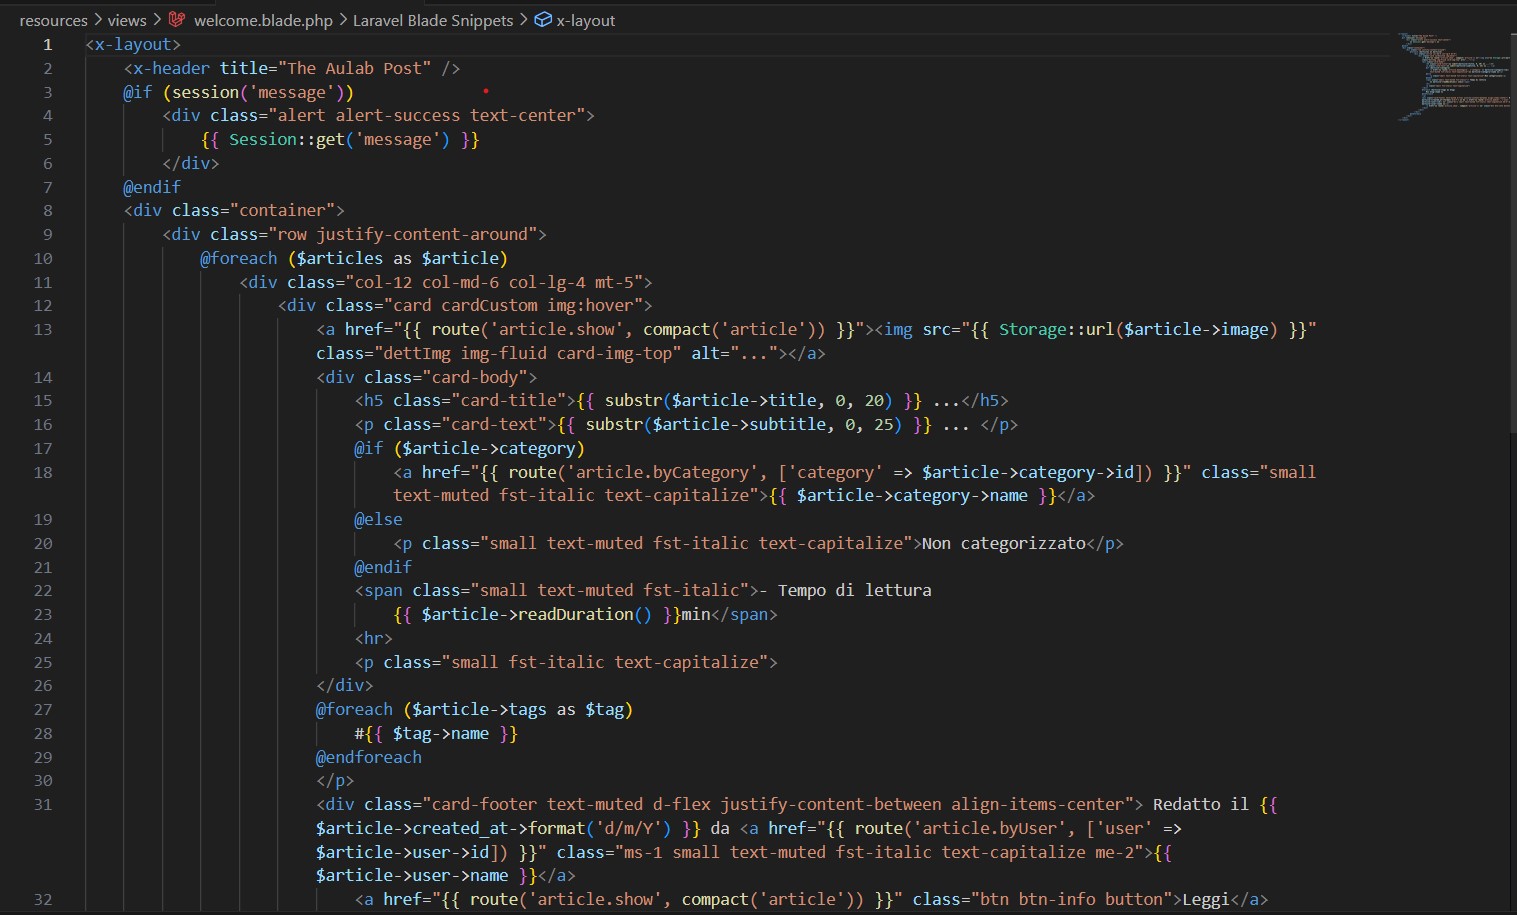 resources > views > welcome.blade.php > Laravel Blade Snippets > x-layout
1 <x-layout>
2 <x-header title="The Aulab Post" />
3 @if (session('message'))
4 <div class="alert alert-success text-center">
5 {{ Session::get('message') }}
6 </div>
7 @endif
8 <div class="container">
9 <div class="row justify-content-around">
10 @foreach ($articles as $article)
11 <div class="col-12 col-md-6 col-lg-4 mt-5">
12 <div class="card cardCustom img:hover">
13 <a href="{{ route('article.show', compact('article')) }}"><img src="{{ Storage::url($article->image) }}"
class="dettImg img-fluid card-img-top" alt="..."></a>
14 <div class="card-body">
15 <h5 class="card-title">{{ substr($article->title, 0, 20) }} ...</h5>
16 <p class="card-text">{{ substr($article->subtitle, 0, 25) }} ... </p>
17 @if ($article->category)
18 <a href="{{ route('article.byCategory', ['category' => $article->category->id]) }}" class="small
text-muted fst-italic text-capitalize">{{ $article->category->name }}</a>
19 @else
20 <p class="small text-muted fst-italic text-capitalize">Non categorizzato</p>
21 @endif
22 <span class="small text-muted fst-italic">- Tempo di lettura
23 {{ $article->readDuration() }}min</span>
24 <hr>
25 <p class="small fst-italic text-capitalize">
26 </div>
27 @foreach ($article->tags as $tag)
28 #{{ $tag->name }}
29 @endforeach
30 </p>
31 <div class="card-footer text-muted d-flex justify-content-between align-items-center"> Redatto il {{
$article->created_at->format('d/m/Y') }} da <a href="{{ route('article.byUser', ['user' =>
$article->user->id]) }}" class="ms-1 small text-muted fst-italic text-capitalize me-2">{{
$article->user->name }}</a>
32 <a href="{{ route('article.show', compact('article')) }}" class="btn btn-info button">Leggi</a>